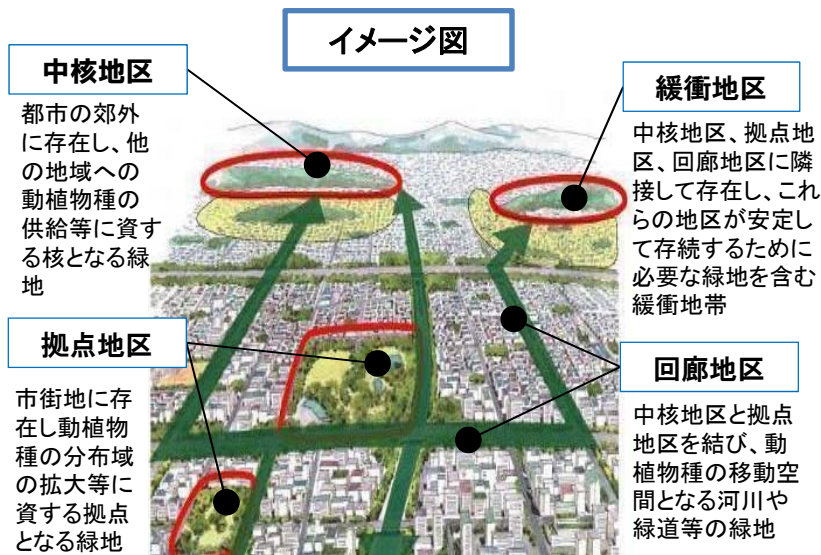 イメージ図
中核地区
都市の郊外
に存在し、他
の地域への
動植物種の
供給等に資す
る核となる緑
地
緩衝地区
中核地区、拠点地
区、回廊地区に隣
接して存在し、これ
らの地区が安定し
て存続するために
必要な緑地を含む
緩衝地帯
拠点地区
市街地に存
在し動植物
種の分布域
の拡大等に
資する拠点
となる緑地
回廊地区
中核地区と拠点
地区を結び、動
植物種の移動空
間となる河川や
緑道等の緑地